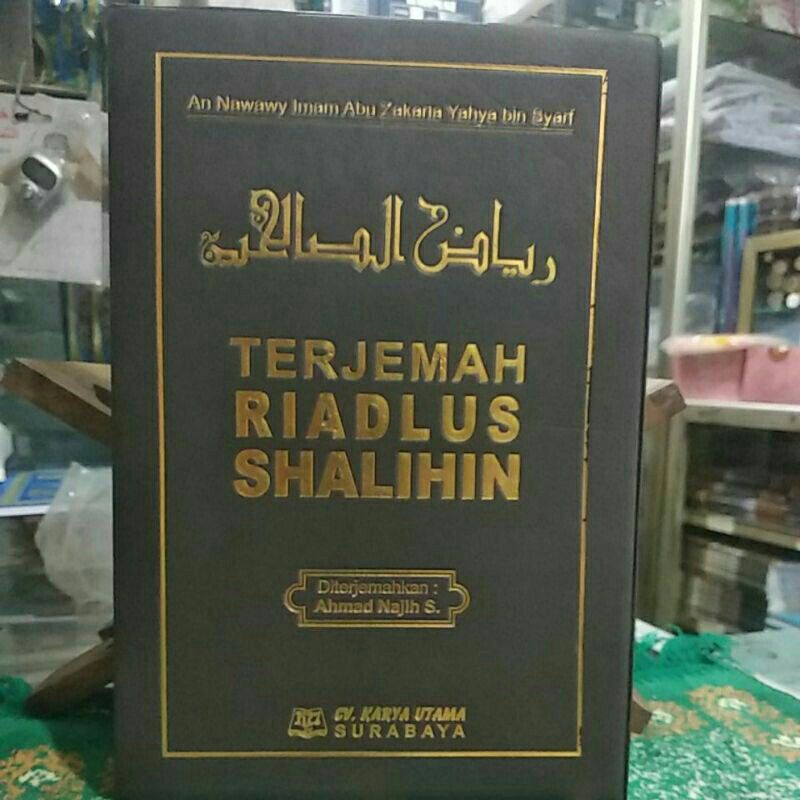 An Nawawy Imam Abu Zakaria Yahya bin Syarif
رياض الصالحين
TERJEMAH
RIADLUS
SHALIHIN
Diterjemahkan :
Ahmad Najih S.
CV. KARYA UTAMA
SURABAYA